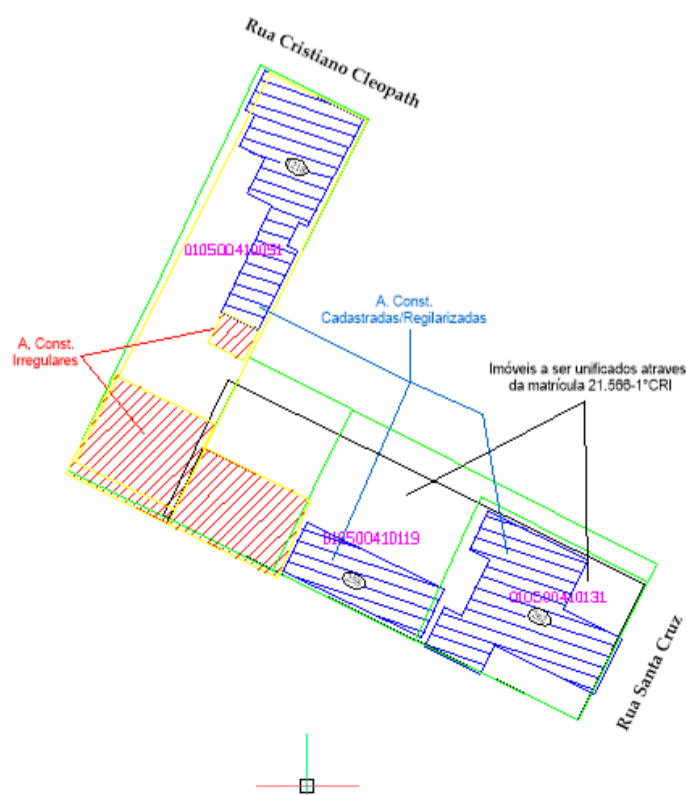 Rua Cristiano Cleopath
010500410051
A. Const.
Cadastradas/Regilarizadas
A. Const.
Irregulares
Imóveis a ser unificados atraves
da matrícula 21.566-1°CRI
010500410119
010500410131
Rua Santa Cruz